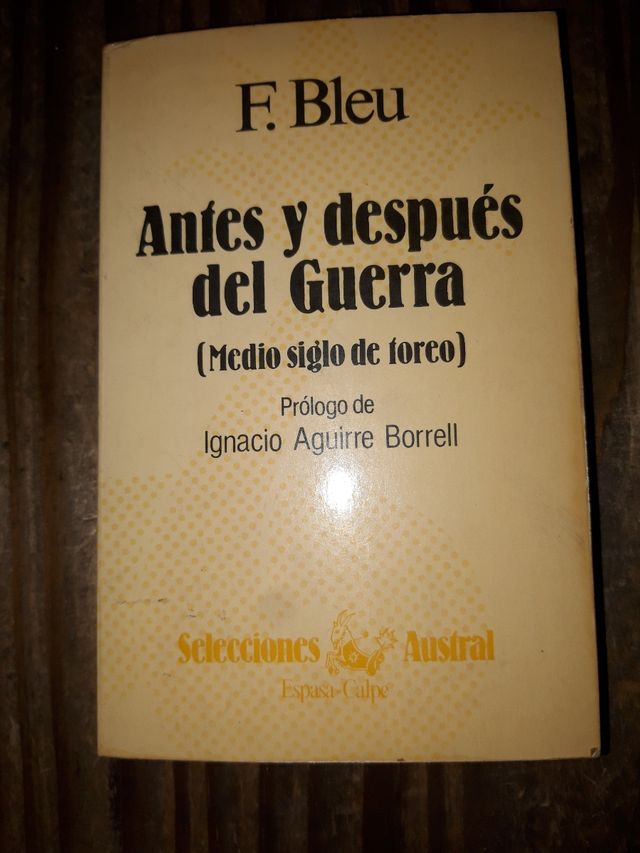 F. Bleu
Antes y después
del Guerra
(Medio siglo de toreo)
Prólogo de
Ignacio Aguirre Borrell
Selecciones Austral
Espasa-Calpe